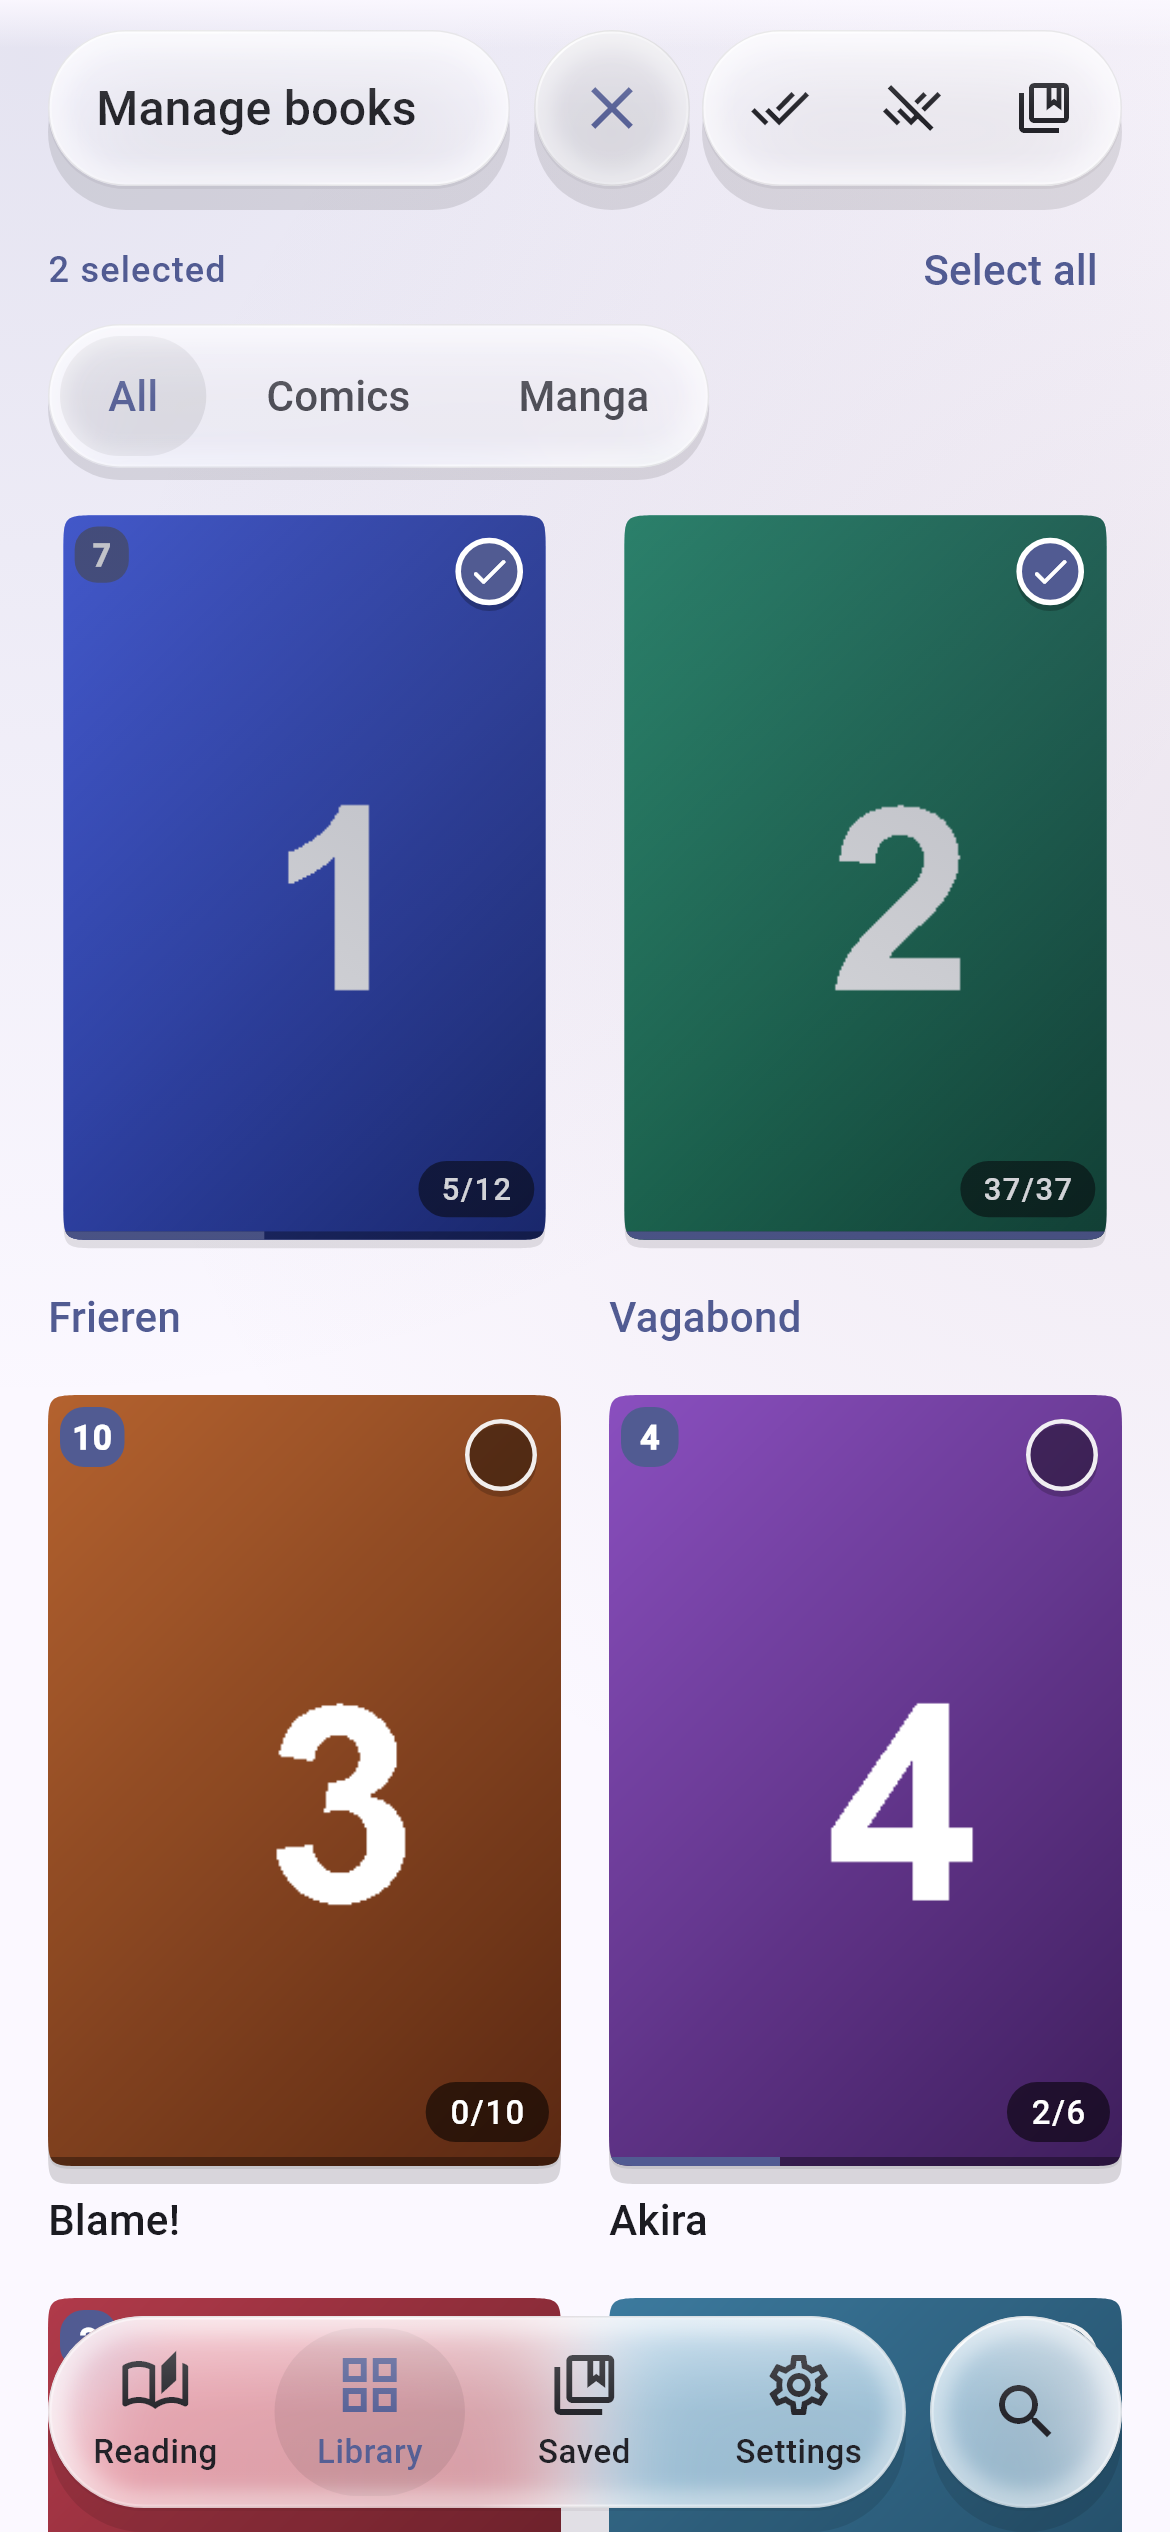 Manage books
2 selected
Select all
All
Comics
Manga
7
1
5/12
2
37/37
Frieren
Vagabond
10
3
0/10
4
4
2/6
Blame!
Akira
Reading
Library
Saved
Settings